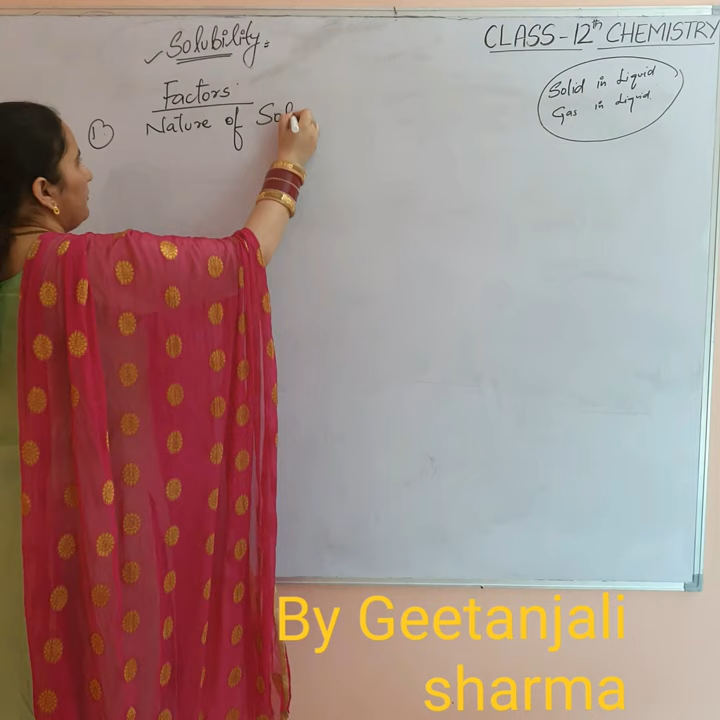 Solubility
CLASS-12th CHEMISTRY
Solid in Liquid
Gas in Liquid
Factors
1 Nature of Sol
By Geetanjali
sharma